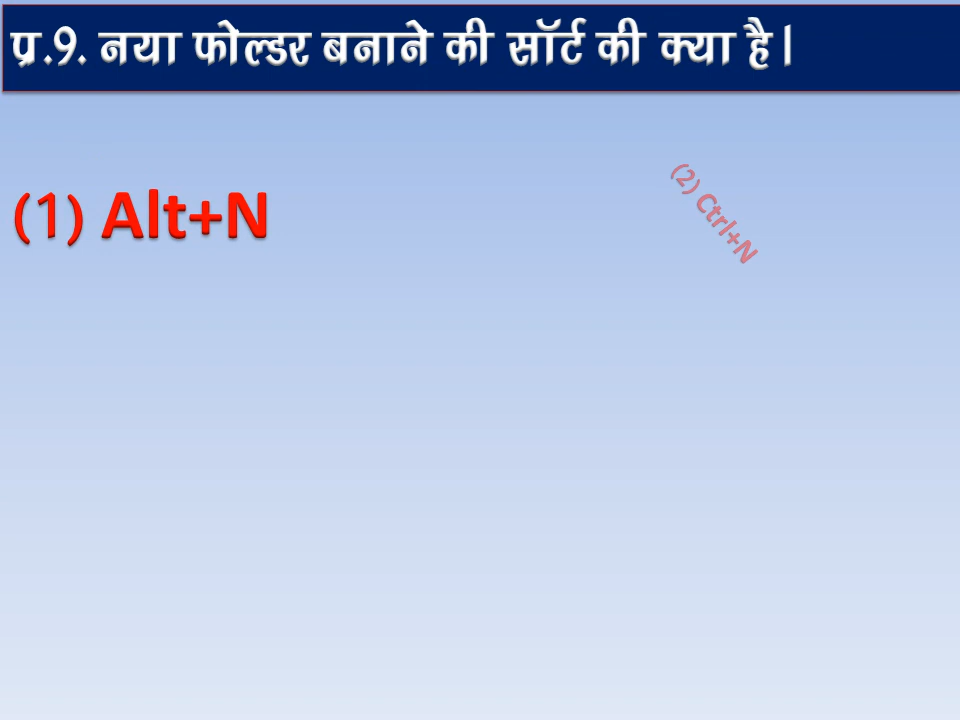 प्र.9. नया फोल्डर बनाने की सॉर्ट की क्या है।
(1) Alt+N
(2) Ctrl+N